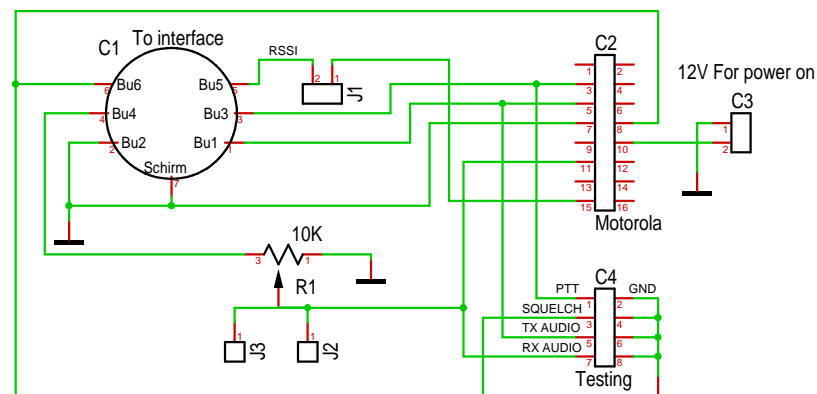 To interface
C1
RSSI
C2
12V For power on
Bu6
Bu5
6
5
2
1
J1
1
2
3
4
C3
Bu4
Bu3
4
3
5
6
7
8
1
Bu2
Bu1
2
1
9
10
2
Schirm
7
11
12
13
14
15
16
Motorola
10K
3
1
R1
C4
PTT
GND
1
2
SQUELCH
3
4
TX AUDIO
5
6
RX AUDIO
7
8
1
J3
1
J2
Testing